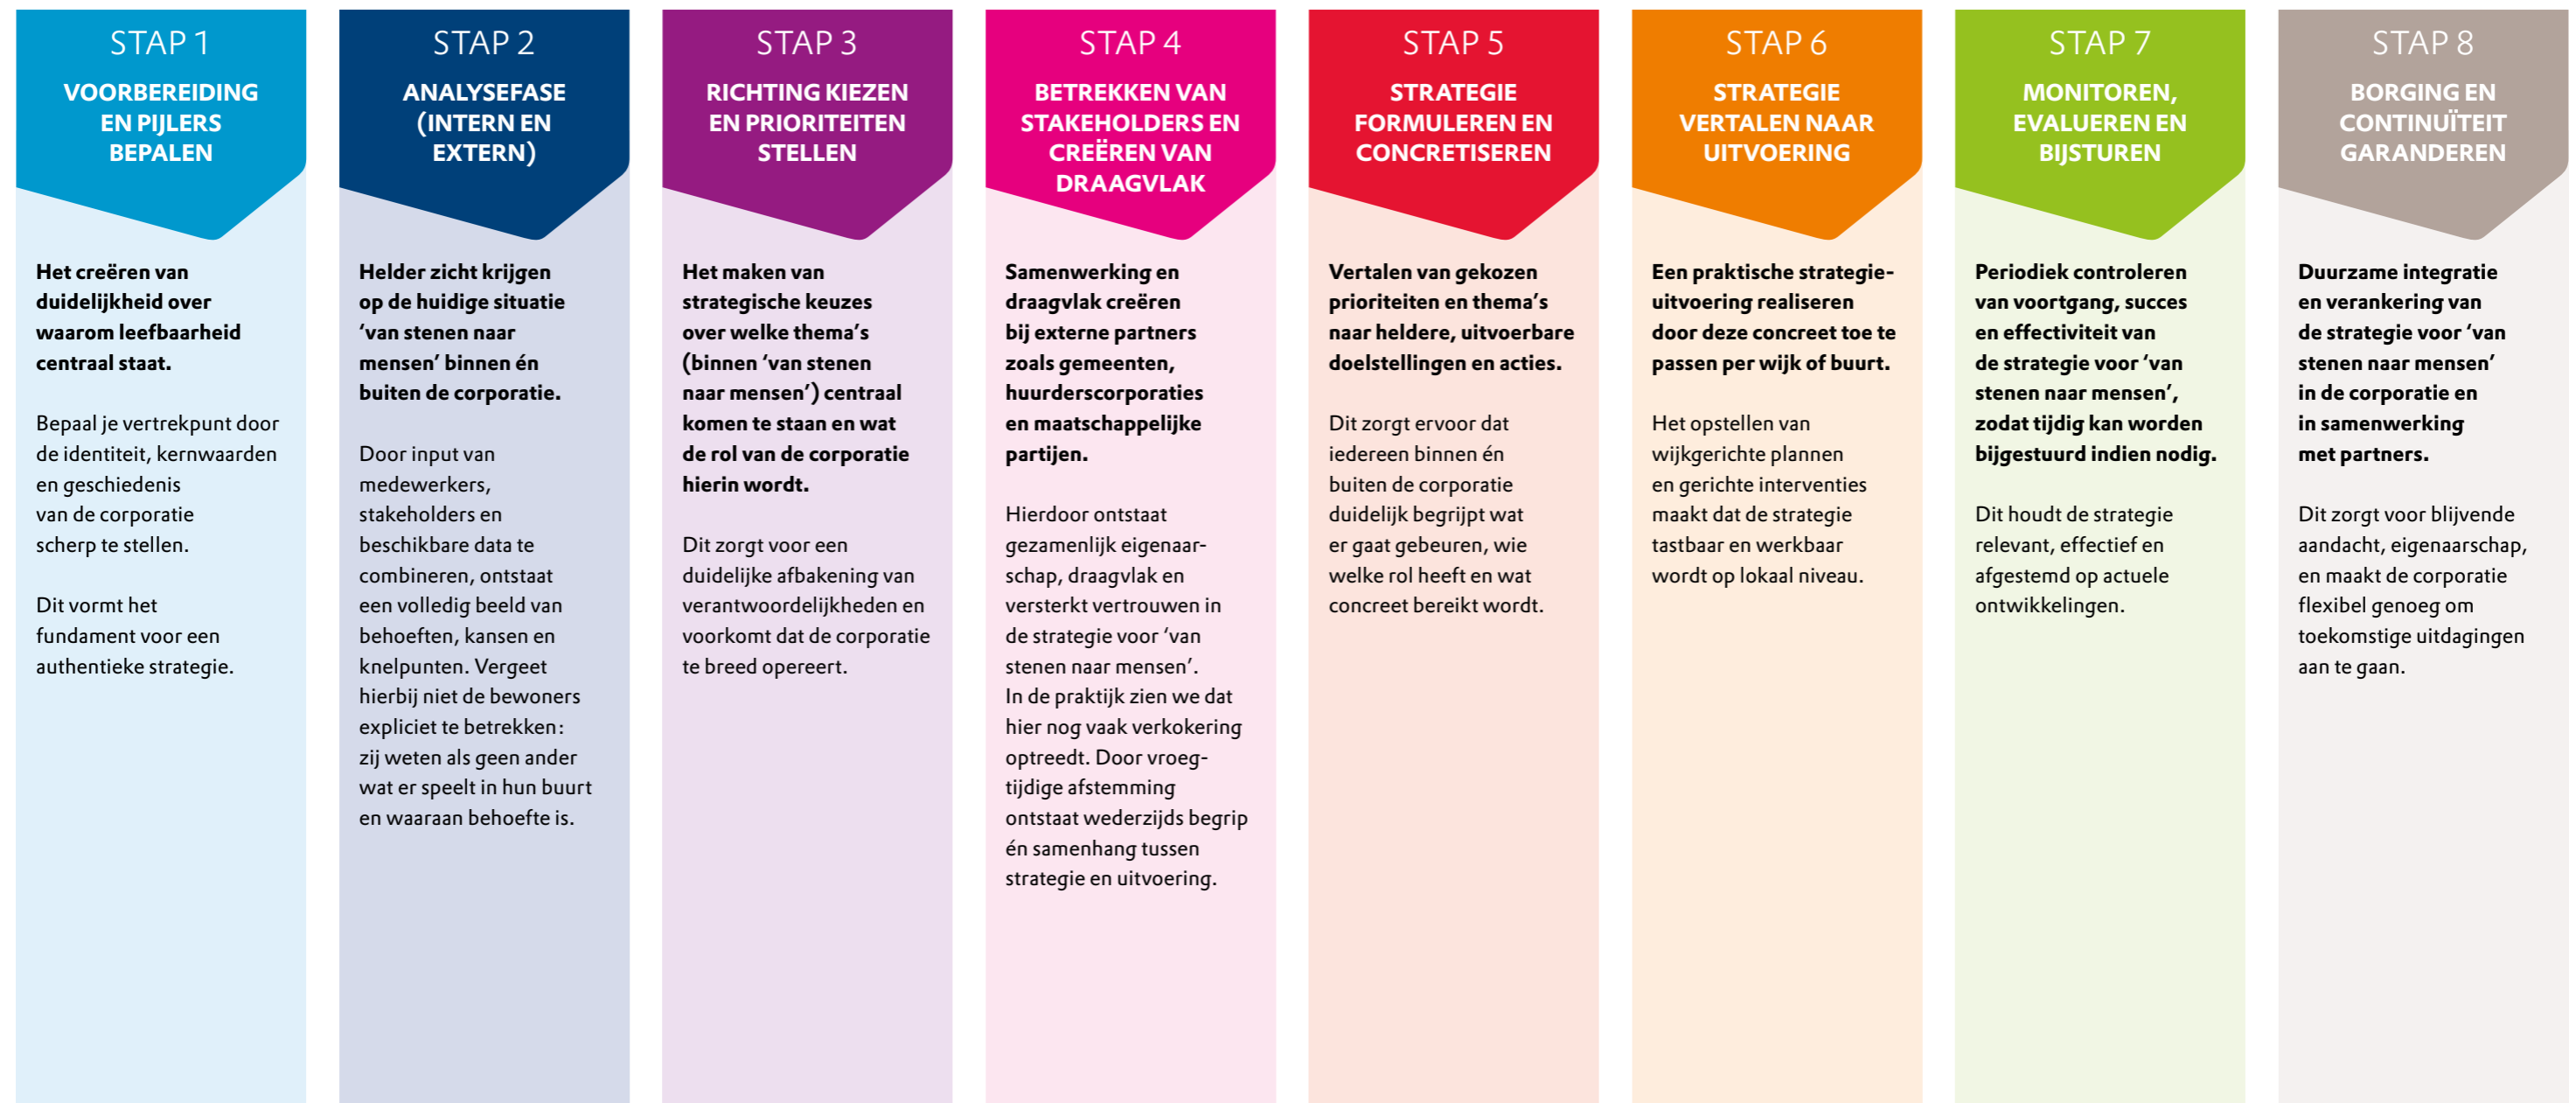 STAP 1
VOORBEREIDING
EN PIJLERS
BEPALEN
Het creëren van
duidelijkheid over
waarom leefbaarheid
centraal staat.
Bepaal je vertrekpunt door
de identiteit, kernwaarden
en geschiedenis
van de corporatie
scherp te stellen.
Dit vormt het
fundament voor een
authentieke strategie.
STAP 2
ANALYSEFASE
(INTERN EN
EXTERN)
Helder zicht krijgen
op de huidige situatie
‘van stenen naar
mensen’ binnen én
buiten de corporatie.
Door input van
medewerkers,
stakeholders en
beschikbare data te
combineren, ontstaat
een volledig beeld van
behoeften, kansen en
knelpunten. Vergeet
hierbij niet de bewoners
expliciet te betrekken:
zij weten als geen ander
wat er speelt in hun buurt
en waaraan behoefte is.
STAP 3
RICHTING KIEZEN
EN PRIORITEITEN
STELLEN
Het maken van
strategische keuzes
over welke thema’s
(binnen ‘van stenen
naar mensen’) centraal
komen te staan en wat
de rol van de corporatie
hierin wordt.
Dit zorgt voor een
duidelijke afbakening van
verantwoordelijkheden en
voorkomt dat de corporatie
te breed opereert.
STAP 4
BETREKKEN VAN
STAKEHOLDERS EN
CREËREN VAN
DRAAGVLAK
Samenwerking en
draagvlak creëren
bij externe partners
zoals gemeenten,
huurderscorporaties
en maatschappelijke
partijen.
Hierdoor ontstaat
gezamenlijk eigenaar-
schap, draagvlak en
versterkt vertrouwen in
de strategie voor ‘van
stenen naar mensen’.
In de praktijk zien we dat
hier nog vaak verkokering
optreedt. Door vroeg-
tijdige afstemming
ontstaat wederzijds begrip
én samenhang tussen
strategie en uitvoering.
STAP 5
STRATEGIE
FORMULEREN EN
CONCRETISEREN
Vertalen van gekozen
prioriteiten en thema’s
naar heldere, uitvoerbare
doelstellingen en acties.
Dit zorgt ervoor dat
iedereen binnen én
buiten de corporatie
duidelijk begrijpt wat
er gaat gebeuren, wie
welke rol heeft en wat
concreet bereikt wordt.
STAP 6
STRATEGIE
VERTALEN NAAR
UITVOERING
Een praktische strategie-
uitvoering realiseren
door deze concreet toe te
passen per wijk of buurt.
Het opstellen van
wijkgerichte plannen
en gerichte interventies
maakt dat de strategie
tastbaar en werkbaar
wordt op lokaal niveau.
STAP 7
MONITOREN,
EVALUEREN EN
BIJSTUREN
Periodiek controleren
van voortgang, succes
en effectiviteit van
de strategie voor ‘van
stenen naar mensen’,
zodat tijdig kan worden
bijgestuurd indien nodig.
Dit houdt de strategie
relevant, effectief en
afgestemd op actuele
ontwikkelingen.
STAP 8
BORGING EN
CONTINUÏTEIT
GARANDEREN
Duurzame integratie
en verankering van
de strategie voor ‘van
stenen naar mensen’
in de corporatie en
in samenwerking
met partners.
Dit zorgt voor blijvende
aandacht, eigenaarschap,
en maakt de corporatie
flexibel genoeg om
toekomstige uitdagingen
aan te gaan.